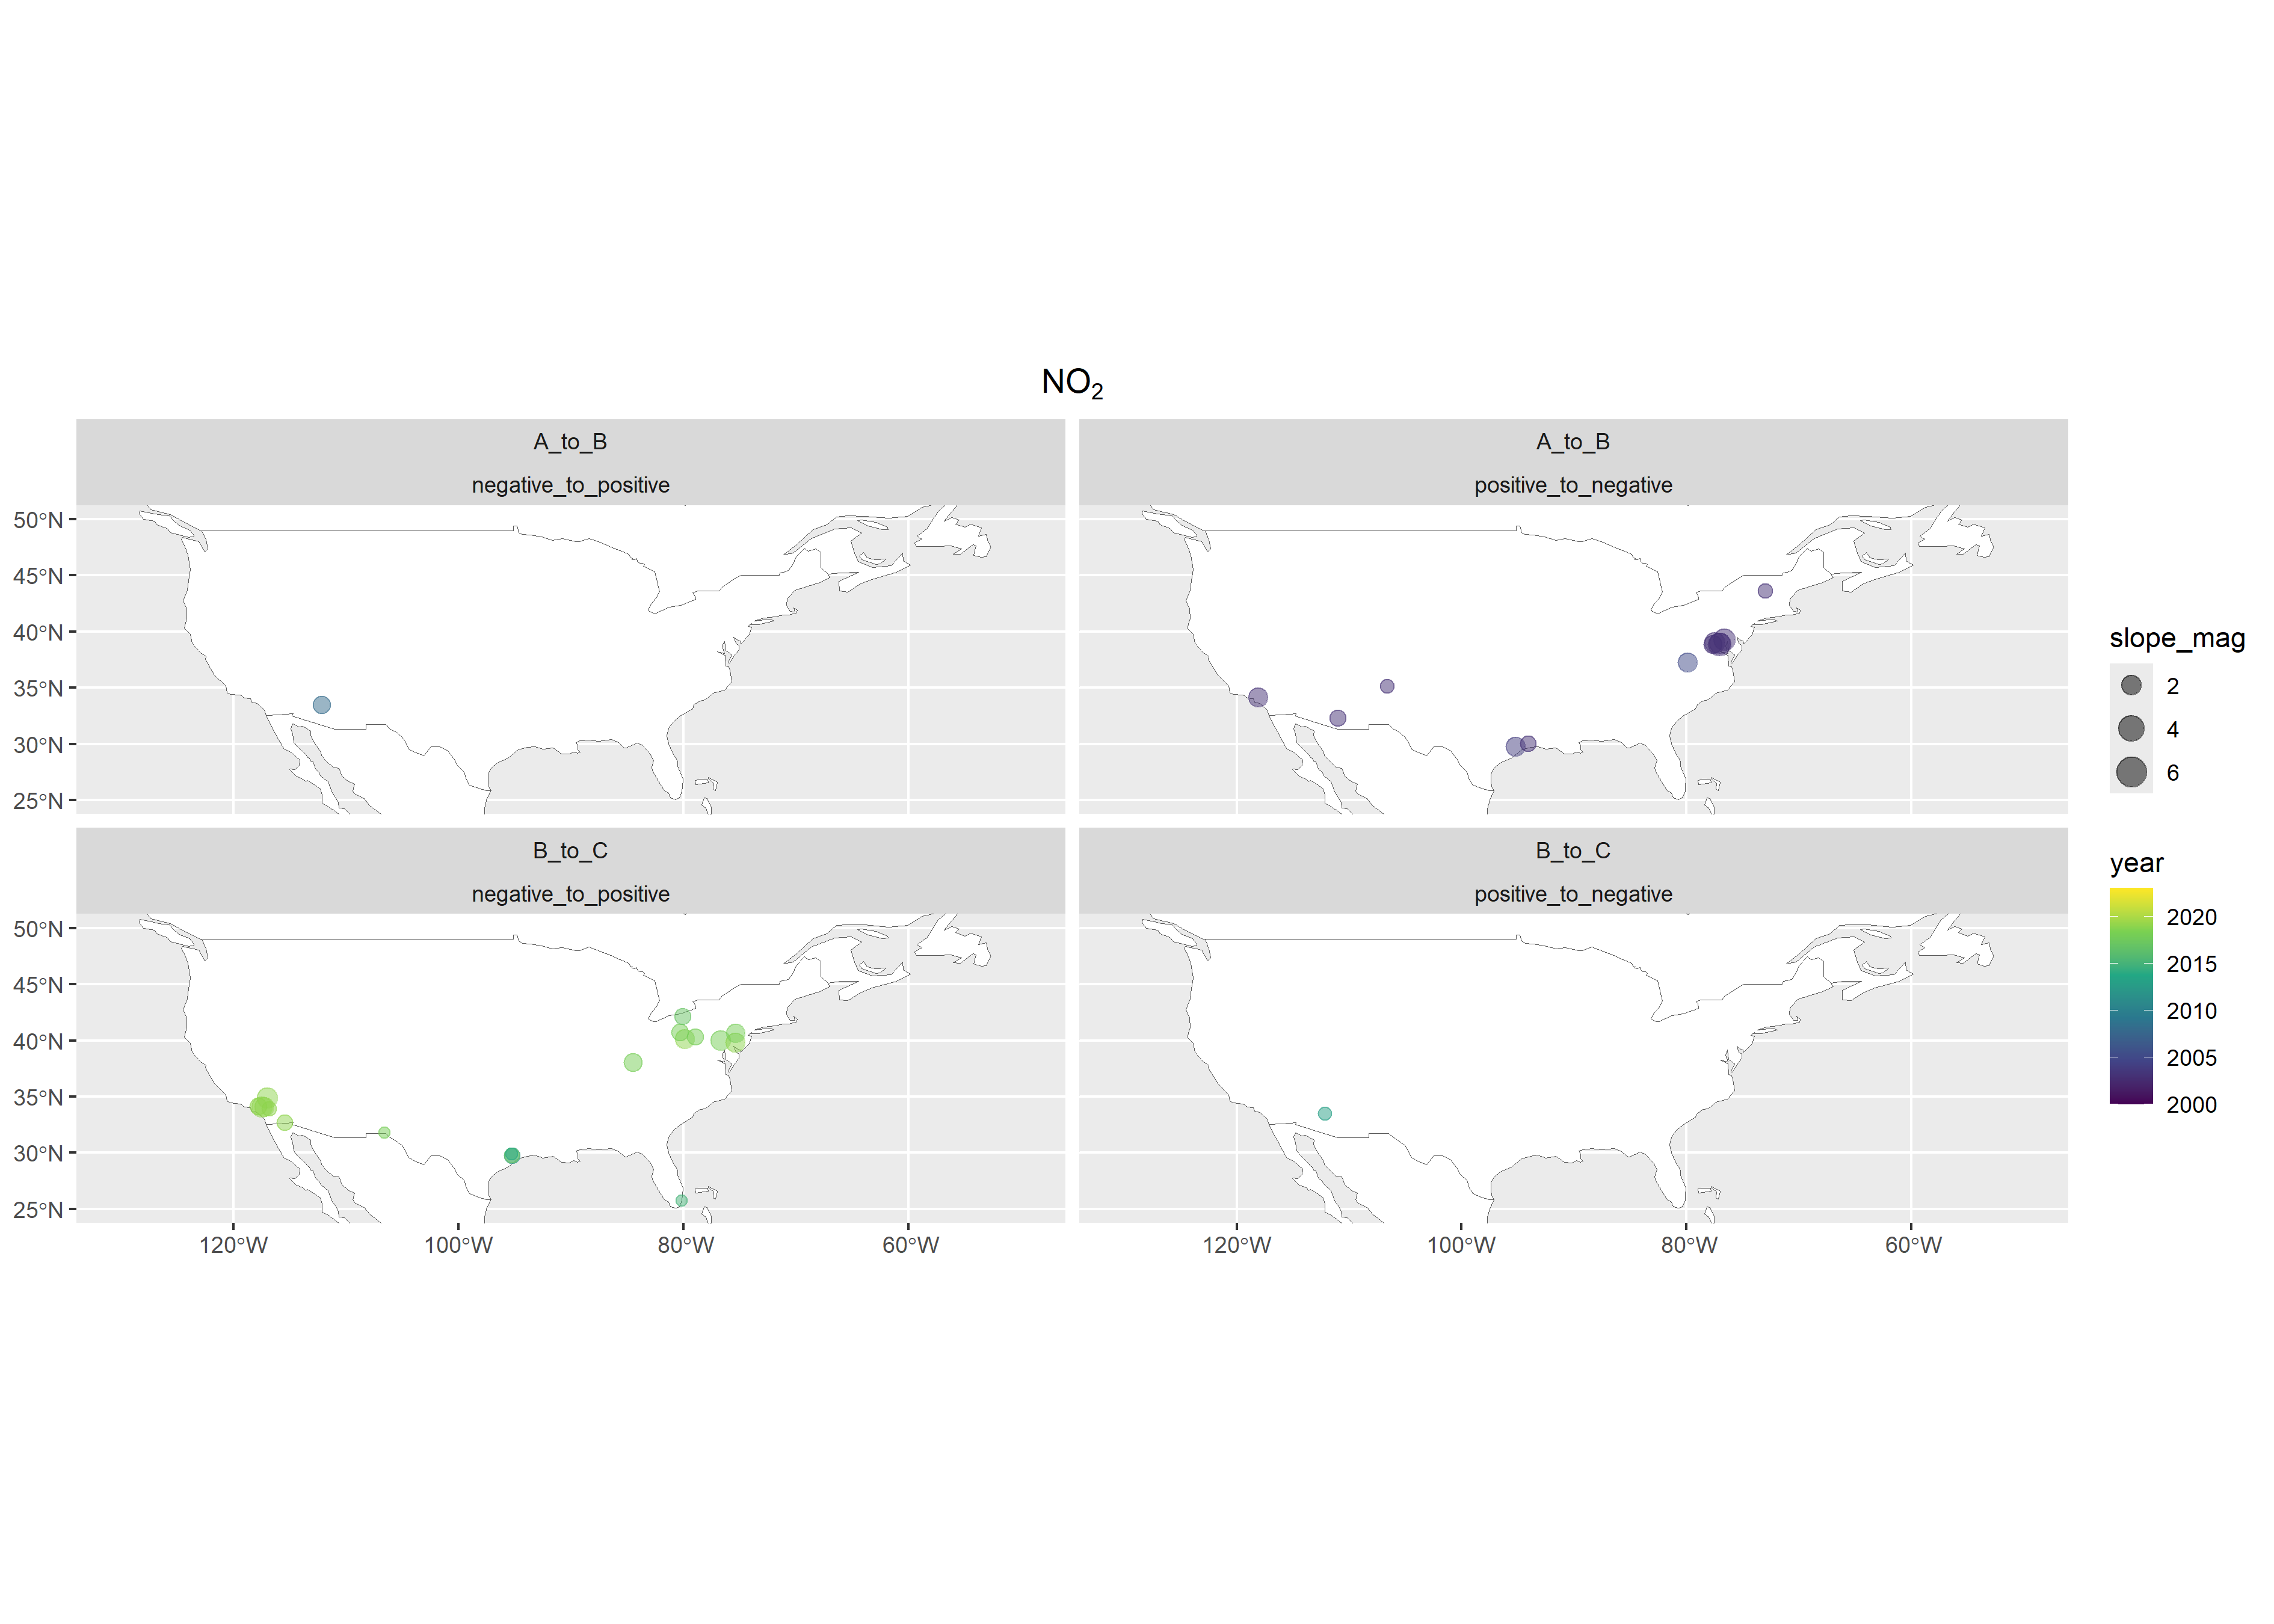 NO₂
A_to_B
negative_to_positive
A_to_B
positive_to_negative
50°N
45°N
40°N
35°N
30°N
25°N
B_to_C
negative_to_positive
B_to_C
positive_to_negative
50°N
45°N
40°N
35°N
30°N
25°N
120°W
100°W
80°W
60°W
120°W
100°W
80°W
60°W
slope_mag
2
4
6
year
2020
2015
2010
2005
2000